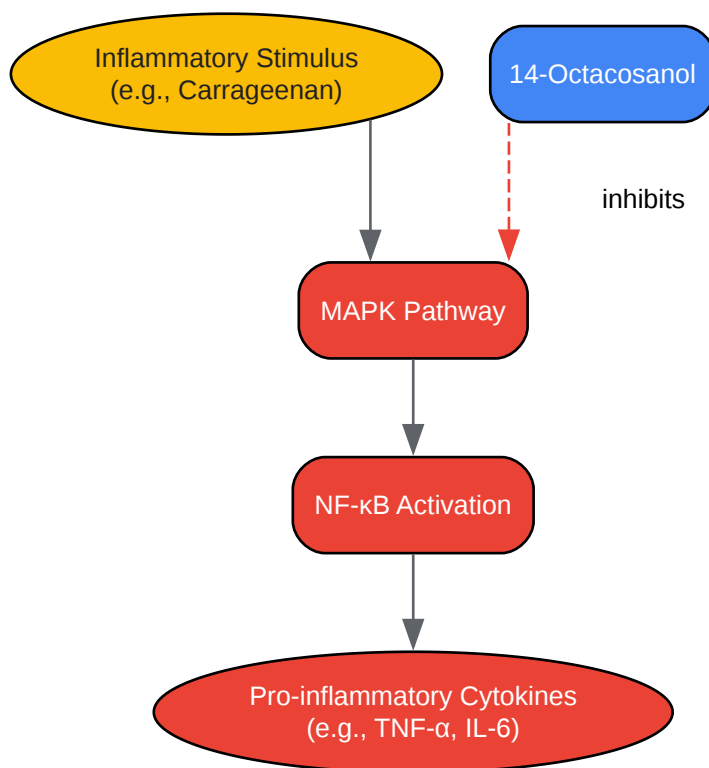 Inflammatory Stimulus
(e.g., Carrageenan)
14-Octacosanol
inhibits
MAPK Pathway
NF-κB Activation
Pro-inflammatory Cytokines
(e.g., TNF-α, IL-6)